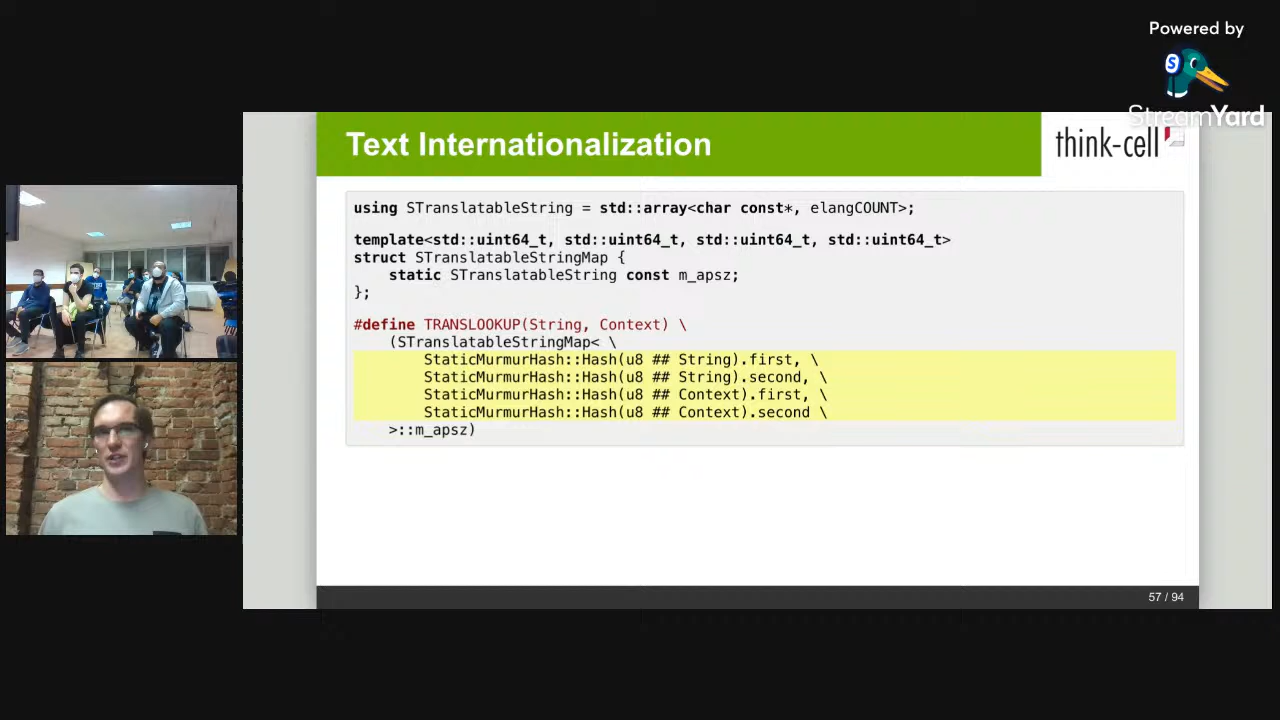 Powered by
S
StreamYard
Text Internationalization
think-cell
using STranslatableString = std::array<char const*, elangCOUNT>;
template<std::uint64_t, std::uint64_t, std::uint64_t, std::uint64_t>
struct STranslatableStringMap {
    static STranslatableString const m_apsz;
};
#define TRANSLOOKUP(String, Context) \
    (STranslatableStringMap< \
        StaticMurmurHash::Hash(u8 ## String).first, \
        StaticMurmurHash::Hash(u8 ## String).second, \
        StaticMurmurHash::Hash(u8 ## Context).first, \
        StaticMurmurHash::Hash(u8 ## Context).second \
    >::m_apsz)
57 / 94